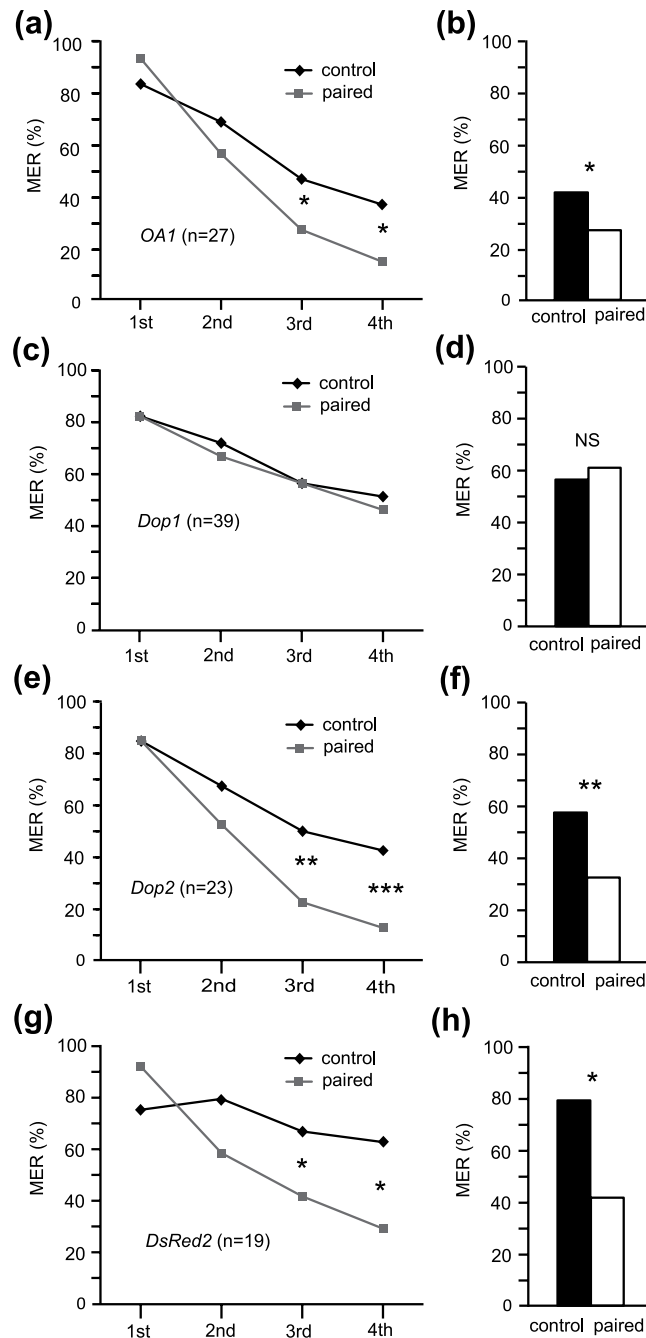 (a)
100
80
60
40
20
0
MER (%)
control
paired
*
*
OA1 (n=27)
1st 2nd 3rd 4th
(b)
100
80
60
40
20
0
MER (%)
*
control paired
(c)
100
80
60
40
20
0
MER (%)
control
paired
Dop1 (n=39)
1st 2nd 3rd 4th
(d)
100
80
60
40
20
0
MER (%)
NS
control paired
(e)
100
80
60
40
20
0
MER (%)
control
paired
**
***
Dop2 (n=23)
1st 2nd 3rd 4th
(f)
100
80
60
40
20
0
MER (%)
**
control paired
(g)
100
80
60
40
20
0
MER (%)
control
paired
*
*
DsRed2 (n=19)
1st 2nd 3rd 4th
(h)
100
80
60
40
20
0
MER (%)
*
control paired